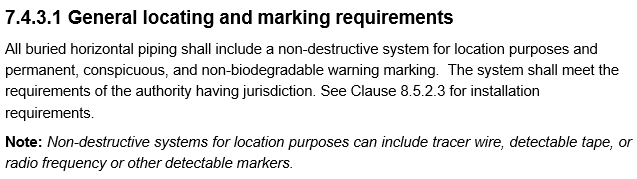 7.4.3.1 General locating and marking requirements
All buried horizontal piping shall include a non-destructive system for location purposes and
permanent, conspicuous, and non-biodegradable warning marking.  The system shall meet the
requirements of the authority having jurisdiction. See Clause 8.5.2.3 for installation
requirements.
Note: Non-destructive systems for location purposes can include tracer wire, detectable tape, or
radio frequency or other detectable markers.